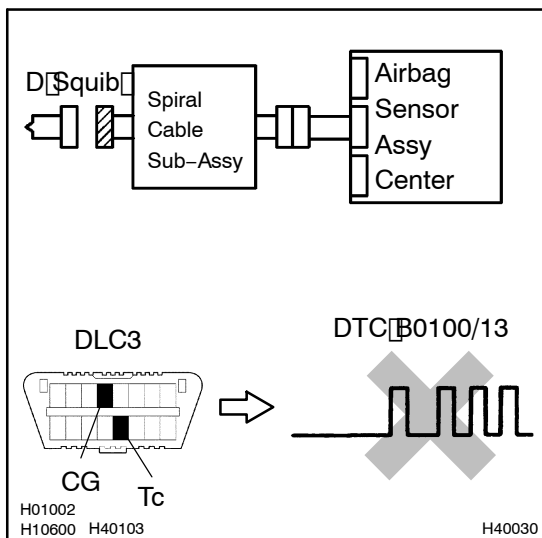 D Squib
Spiral
Cable
Sub-Assy
Airbag
Sensor
Assy
Center
DLC3
DTC B0100/13
CG
Tc
H01002
H10600 H40103
H40030